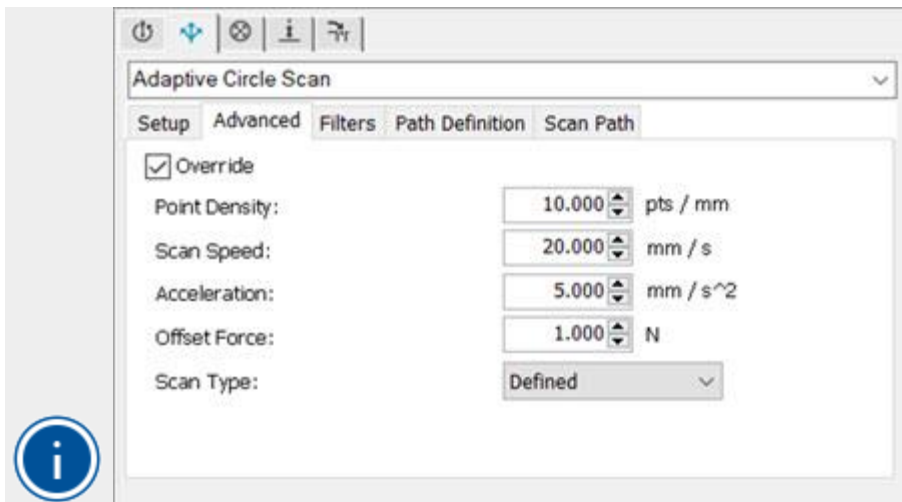 Adaptive Circle Scan
Setup Advanced Filters Path Definition Scan Path
Override
Point Density: 10.000 pts / mm
Scan Speed: 20.000 mm / s
Acceleration: 5.000 mm / s^2
Offset Force: 1.000 N
Scan Type: Defined
i